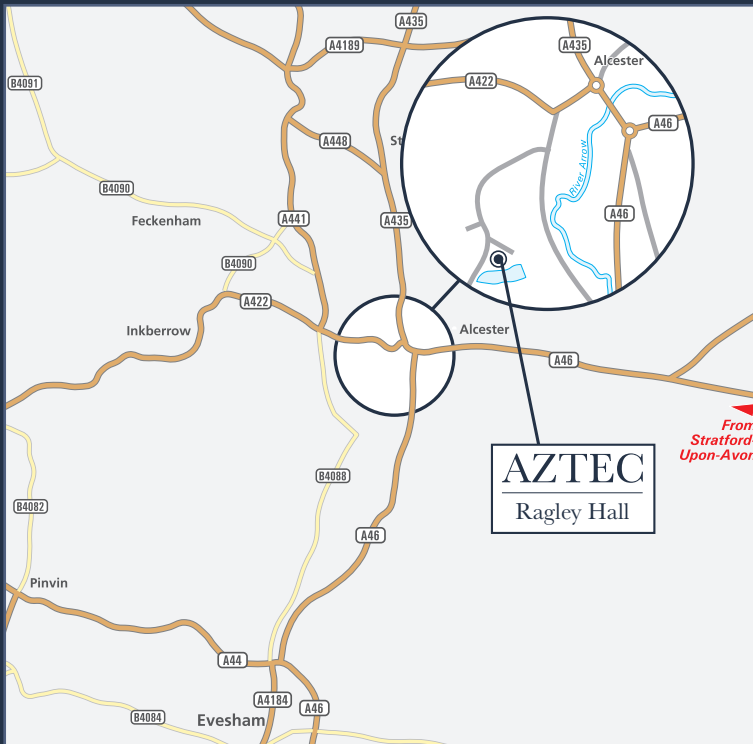 A435
A4189
A435
Alcester
A422
B4091
A46
A448
St
River Arrow
B4090
Feckenham
A441
A435
A46
B4090
A422
Inkberrow
Alcester
A46
From
Stratford-
Upon-Avon
AZTEC
Ragley Hall
B4088
B4082
A46
Pinvin
A44
A4184
A46
B4084
Evesham